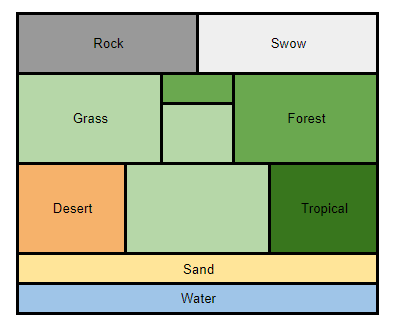 Rock
Swow
Grass
Forest
Desert
Tropical
Sand
Water